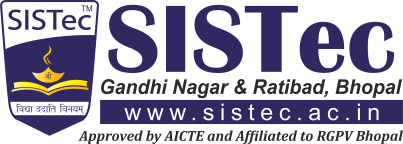 SISTec TM
श्री
विद्या ददाति विनयम्
SISTec
Gandhi Nagar & Ratibad, Bhopal
www.sistec.ac.in
Approved by AICTE and Affiliated to RGPV Bhopal